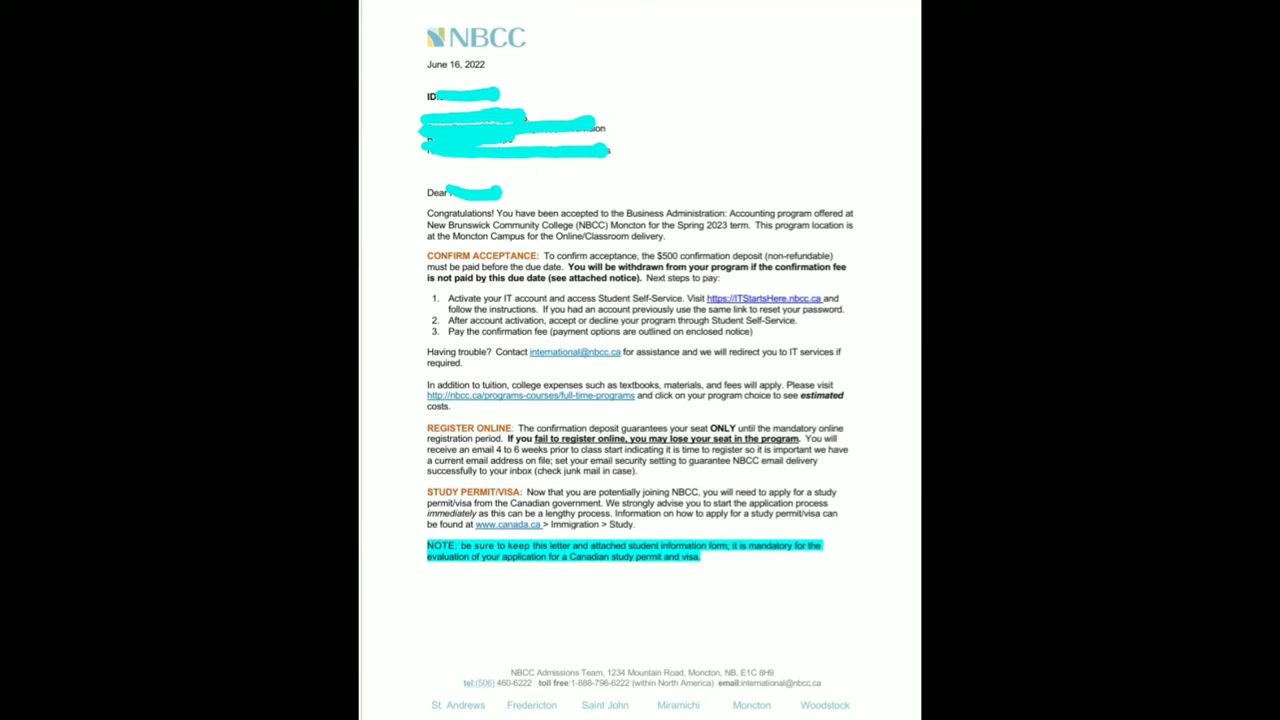 NBCC
June 16, 2022
ID:
Dear
Congratulations! You have been accepted to the Business Administration: Accounting program offered at
New Brunswick Community College (NBCC) Moncton for the Spring 2023 term. This program location is
at the Moncton Campus for the Online/Classroom delivery.
CONFIRM ACCEPTANCE: To confirm acceptance, the $500 confirmation deposit (non-refundable)
must be paid before the due date. You will be withdrawn from your program if the confirmation fee
is not paid by this due date (see attached notice). Next steps to pay:
1. Activate your IT account and access Student Self-Service. Visit https://ITStartsHere.nbcc.ca and
follow the instructions. If you had an account previously use the same link to reset your password.
2. After account activation, accept or decline your program through Student Self-Service.
3. Pay the confirmation fee (payment options are outlined on enclosed notice)
Having trouble? Contact international@nbcc.ca for assistance and we will redirect you to IT services if
required.
In addition to tuition, college expenses such as textbooks, materials, and fees will apply. Please visit
http://nbcc.ca/programs-courses/full-time-programs and click on your program choice to see estimated
costs.
REGISTER ONLINE: The confirmation deposit guarantees your seat ONLY until the mandatory online
registration period. If you fail to register online, you may lose your seat in the program. You will
receive an email 4 to 6 weeks prior to class start indicating it is time to register so it is important we have
a current email address on file; set your email security setting to guarantee NBCC email delivery
successfully to your inbox (check junk mail in case).
STUDY PERMIT/VISA: Now that you are potentially joining NBCC, you will need to apply for a study
permit/visa from the Canadian government. We strongly advise you to start the application process
immediately as this can be a lengthy process. Information on how to apply for a study permit/visa can
be found at www.canada.ca > Immigration > Study.
NOTE: be sure to keep this letter and attached student information form; it is mandatory for the
evaluation of your application for a Canadian study permit and visa.
NBCC Admissions Team, 1234 Mountain Road, Moncton, NB, E1C 8H9
tel:(506) 460-6222 toll free:1-888-796-6222 (within North America) email:international@nbcc.ca
St. Andrews Fredericton Saint John Miramichi Moncton Woodstock